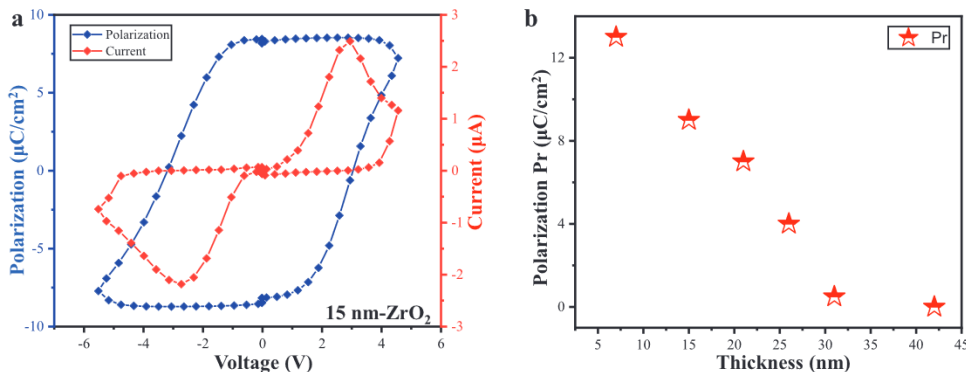 a
Polarization
Current
Polarization (μC/cm²)
10
5
0
-5
-10
3
2
1
0
-1
-2
-3
Current (μA)
15 nm-ZrO₂
-6 -4 -2 0 2 4 6
Voltage (V)
b
Pr
Polarization Pr (μC/cm²)
12
8
4
0
5 10 15 20 25 30 35 40 45
Thickness (nm)